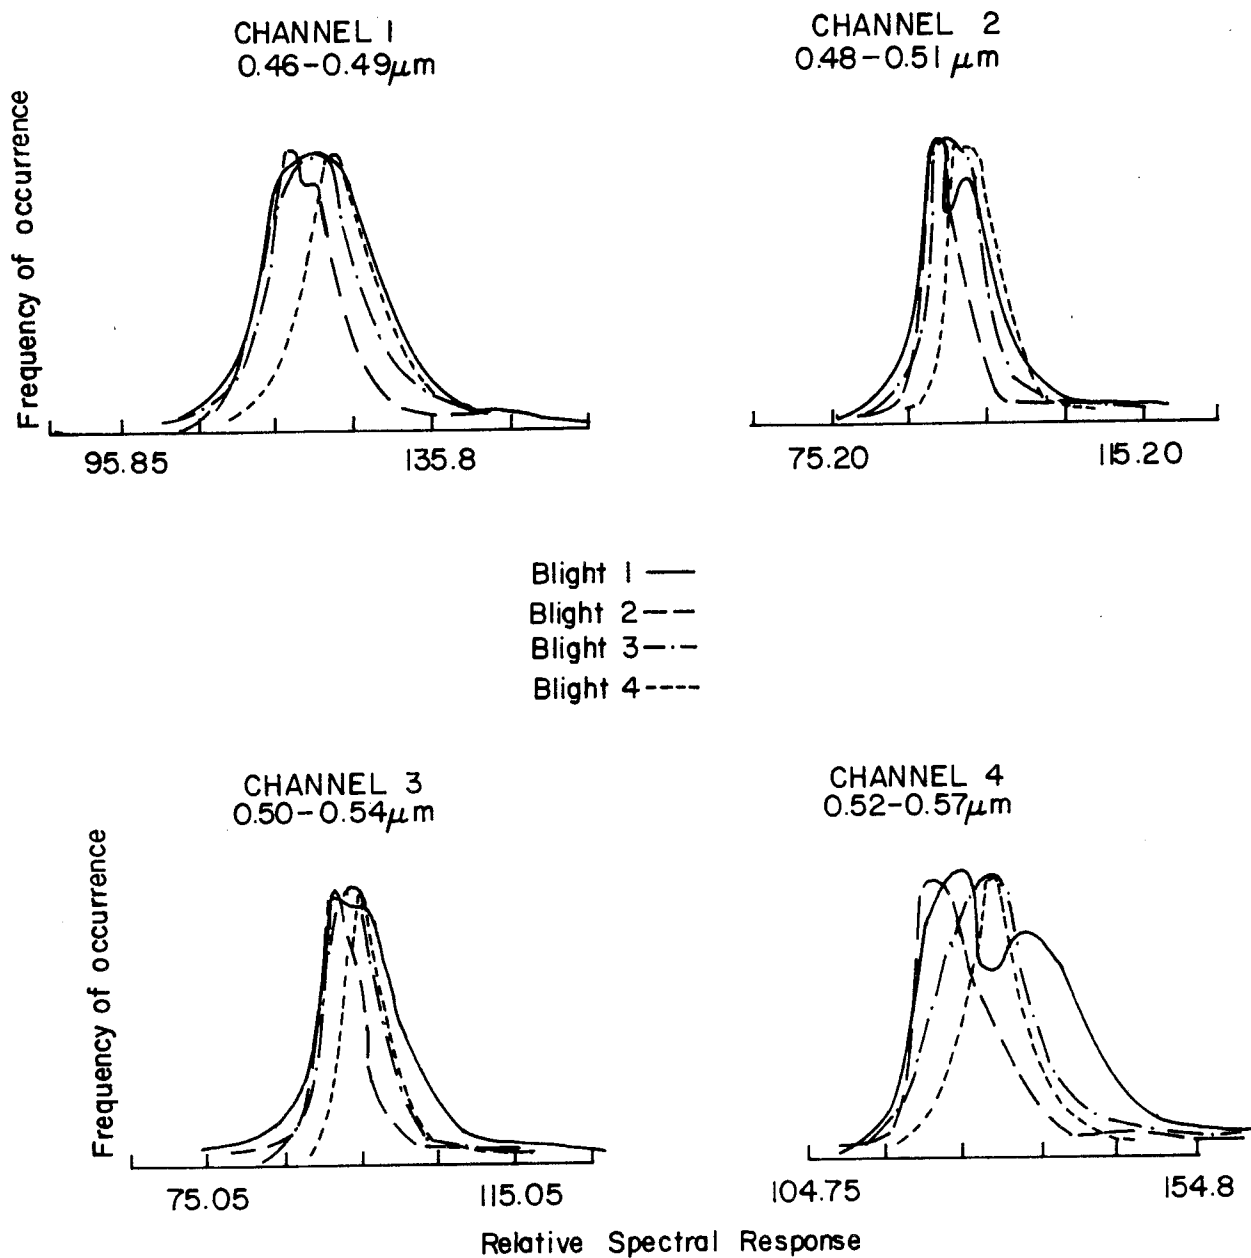 CHANNEL 1
0.46-0.49μm
CHANNEL 2
0.48-0.51 μm
Frequency of occurrence
95.85
135.8
75.20
115.20
Blight 1
Blight 2
Blight 3
Blight 4
CHANNEL 3
0.50-0.54μm
CHANNEL 4
0.52-0.57μm
Frequency of occurrence
75.05
115.05
104.75
154.8
Relative Spectral Response